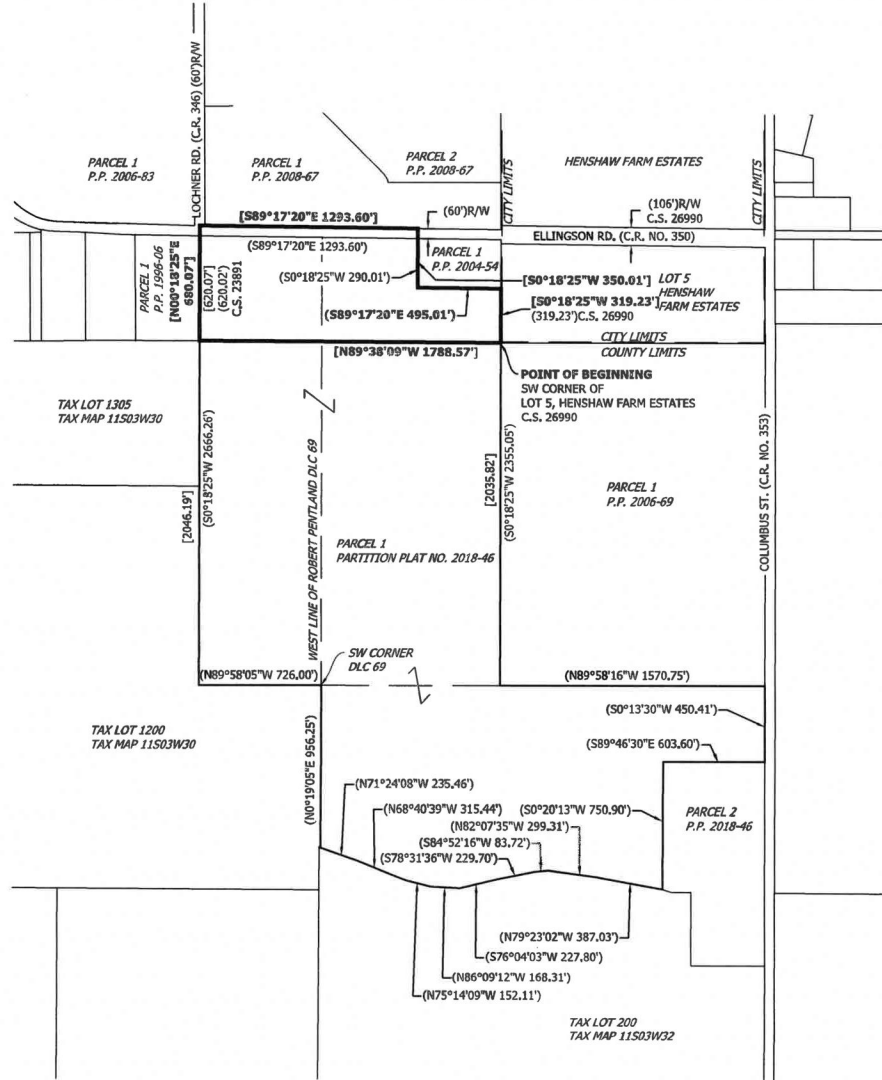 LOCHNER RD. (C.R. 346) (60')R/W
PARCEL 1
P.P. 2006-83
PARCEL 1
P.P. 2008-67
PARCEL 2
P.P. 2008-67
CITY LIMITS
HENSHAW FARM ESTATES
CITY LIMITS
[S89°17'20"E 1293.60']
(60')R/W
(106')R/W
C.S. 26990
ELLINGSON RD. (C.R. NO. 350)
(S89°17'20"E 1293.60')
PARCEL 1
P.P. 2004-54
PARCEL 1
P.P. 1996-06
[N00°18'25"E
680.07']
[620.07']
(620.02')
C.S. 23891
(S0°18'25"W 290.01')
[S0°18'25"W 350.01']
LOT 5
HENSHAW
FARM ESTATES
(S89°17'20"E 495.01')
[S0°18'25"W 319.23']
(319.23')C.S. 26990
CITY LIMITS
COUNTY LIMITS
[N89°38'09"W 1788.57']
POINT OF BEGINNING
SW CORNER OF
LOT 5, HENSHAW FARM ESTATES
C.S. 26990
TAX LOT 1305
TAX MAP 11S03W30
[2046.19']
(S0°18'25"W 2666.26')
WEST LINE OF ROBERT PENTLAND DLC 69
[2035.82']
(S0°18'25"W 2355.05')
PARCEL 1
P.P. 2006-69
COLUMBUS ST. (C.R. NO. 353)
PARCEL 1
PARTITION PLAT NO. 2018-46
SW CORNER
DLC 69
(N89°58'05"W 726.00')
(N89°58'16"W 1570.75')
(S0°13'30"W 450.41')
TAX LOT 1200
TAX MAP 11S03W30
(S89°46'30"E 603.60')
(N0°19'05"E 956.25')
(N71°24'08"W 235.46')
(N68°40'39"W 315.44')
(S0°20'13"W 750.90')
PARCEL 2
P.P. 2018-46
(N82°07'35"W 299.31')
(S84°52'16"W 83.72')
(S78°31'36"W 229.70')
(N79°23'02"W 387.03')
(S76°04'03"W 227.80')
(N86°09'12"W 168.31')
(N75°14'09"W 152.11')
TAX LOT 200
TAX MAP 11S03W32